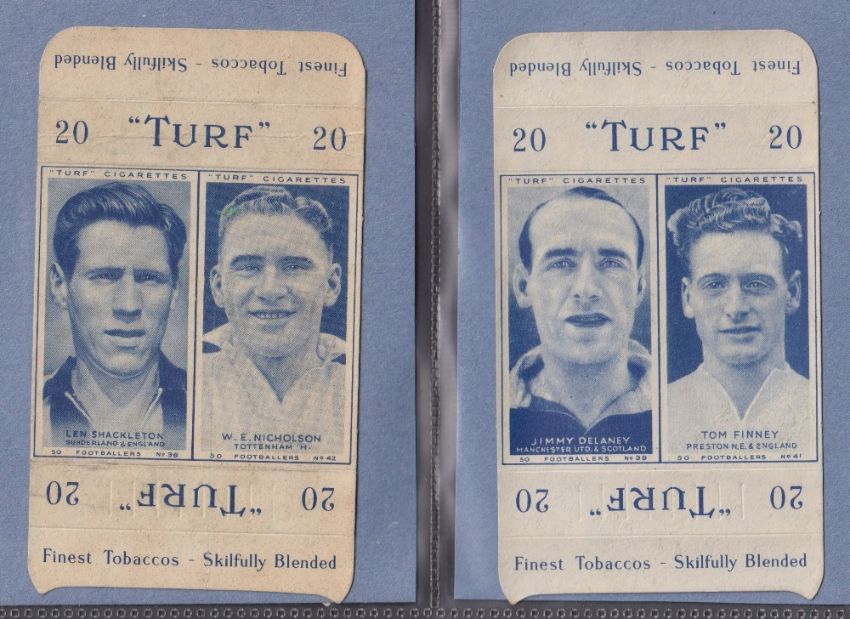 Finest Tobaccos - Skilfully Blended
20 "TURF" 20
"TURF" CIGARETTES
LEN SHACKLETON
SUNDERLAND & ENGLAND
50 FOOTBALLERS Nº 38
"TURF" CIGARETTES
W. E. NICHOLSON
TOTTENHAM H.
50 FOOTBALLERS Nº 42
20 "TURF" 20
Finest Tobaccos - Skilfully Blended
Finest Tobaccos - Skilfully Blended
20 "TURF" 20
"TURF" CIGARETTES
JIMMY DELANEY
MANCHESTER UTD. & SCOTLAND
50 FOOTBALLERS Nº 39
"TURF" CIGARETTES
TOM FINNEY
PRESTON N.E. & ENGLAND
50 FOOTBALLERS Nº 41
20 "TURF" 20
Finest Tobaccos - Skilfully Blended